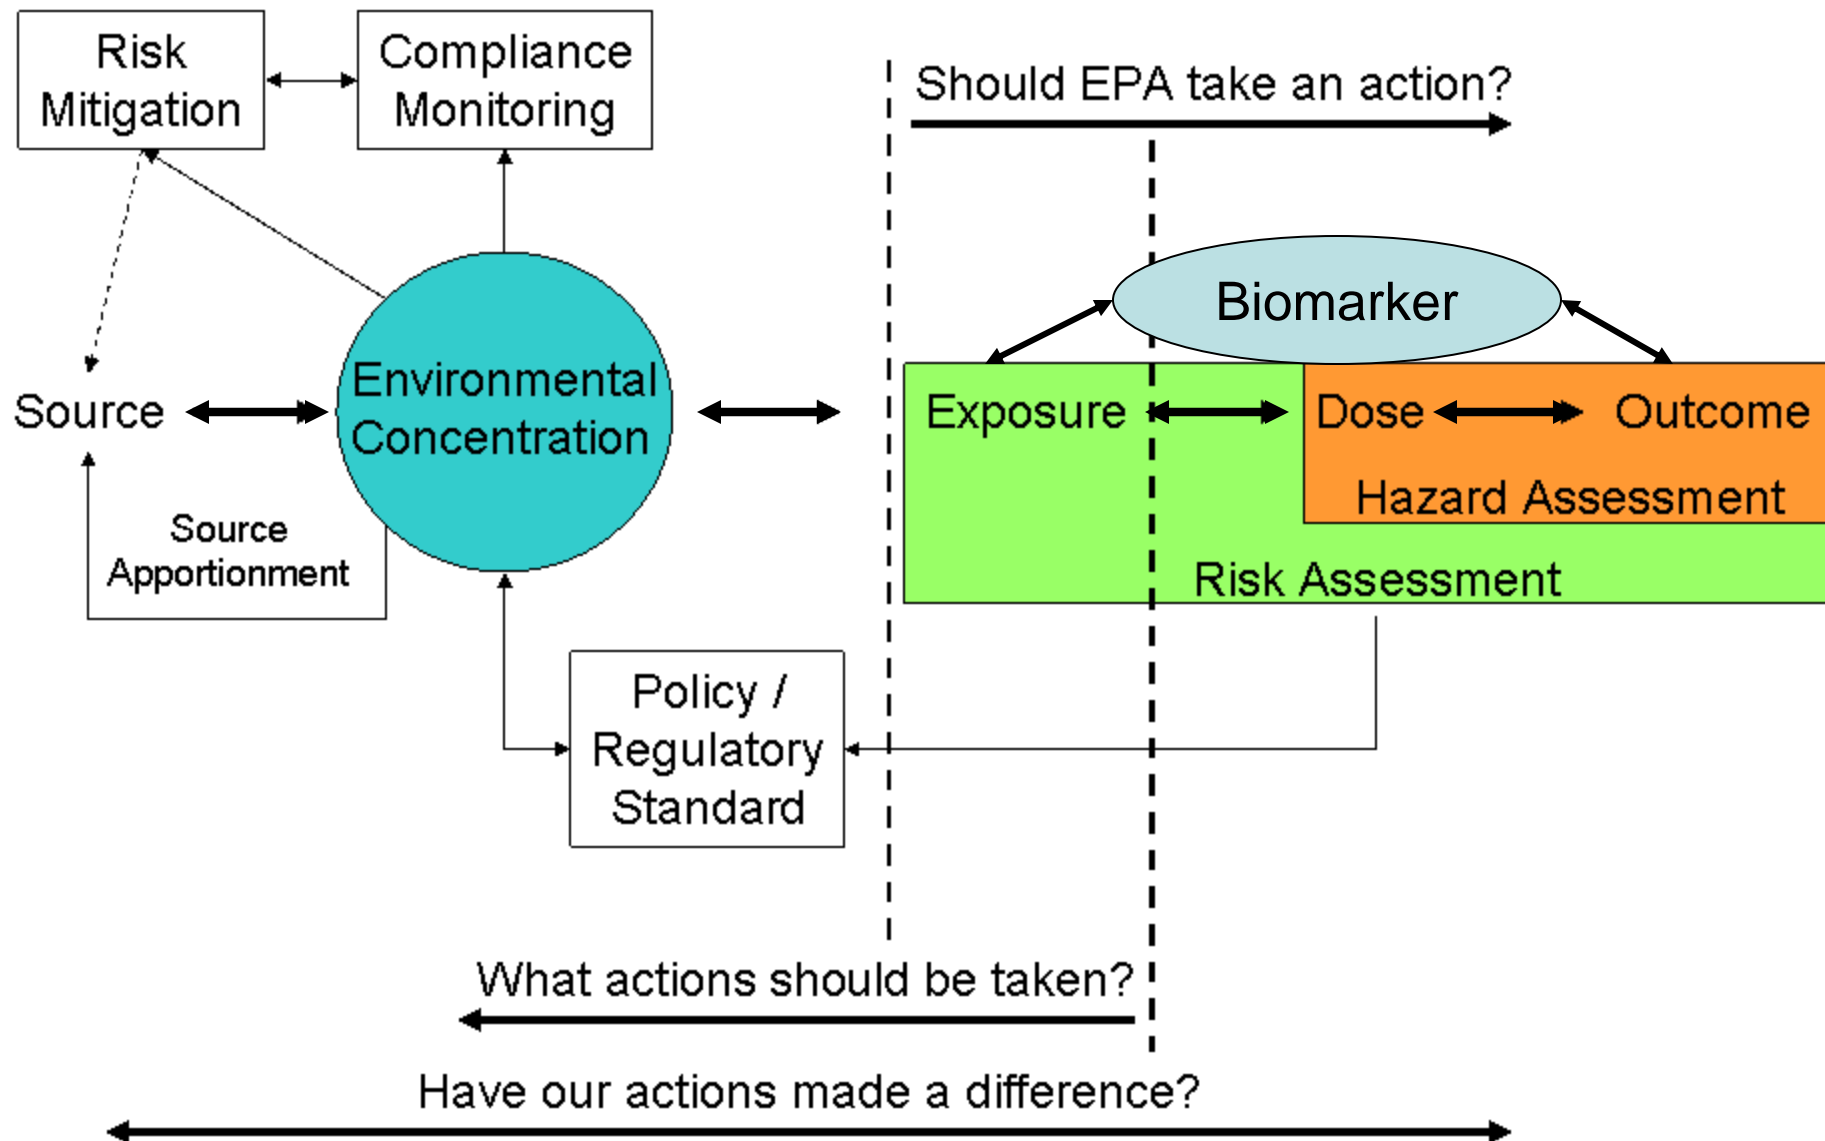 Risk
Mitigation
Compliance
Monitoring
Should EPA take an action?
Biomarker
Source
Environmental
Concentration
Exposure
Dose
Outcome
Hazard Assessment
Risk Assessment
Source
Apportionment
Policy /
Regulatory
Standard
What actions should be taken?
Have our actions made a difference?